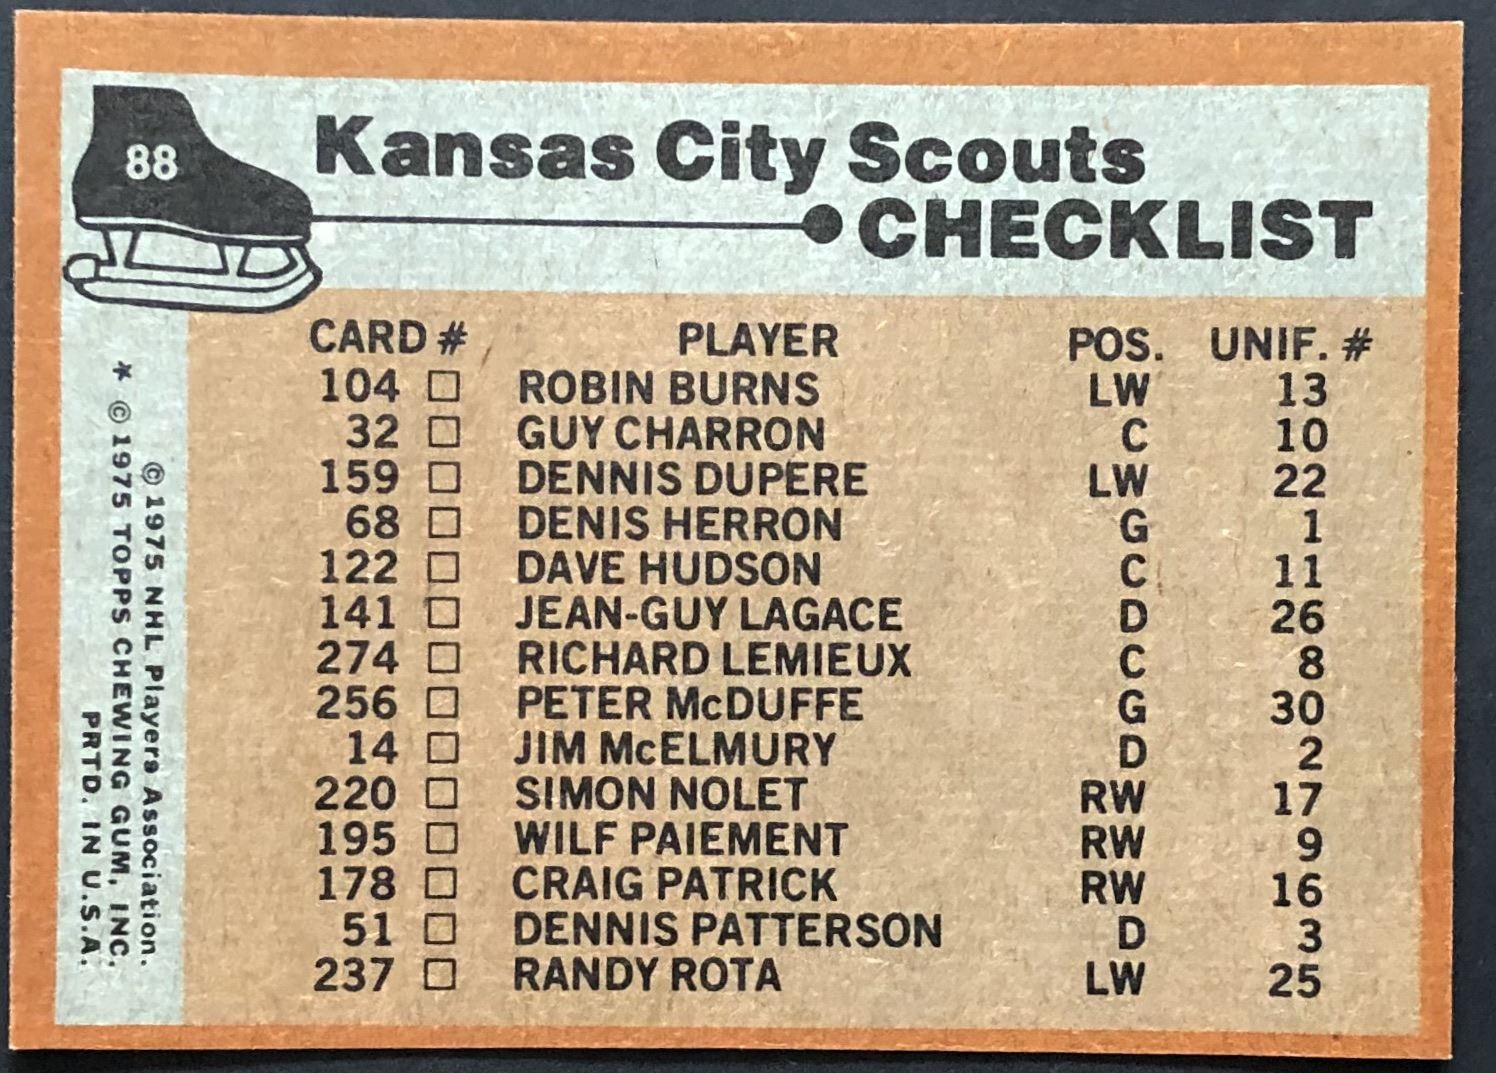 88
Kansas City Scouts
CHECKLIST
CARD # PLAYER POS. UNIF. #
104 □ ROBIN BURNS LW 13
32 □ GUY CHARRON C 10
159 □ DENNIS DUPERE LW 22
68 □ DENIS HERRON G 1
122 □ DAVE HUDSON C 11
141 □ JEAN-GUY LAGACE D 26
274 □ RICHARD LEMIEUX C 8
256 □ PETER McDUFFE G 30
14 □ JIM McELMURY D 2
220 □ SIMON NOLET RW 17
195 □ WILF PAIEMENT RW 9
178 □ CRAIG PATRICK RW 16
51 □ DENNIS PATTERSON D 3
237 □ RANDY ROTA LW 25
© 1975 NHL Players Association.
* © 1975 TOPPS CHEWING GUM, INC.
PRTD. IN U.S.A.